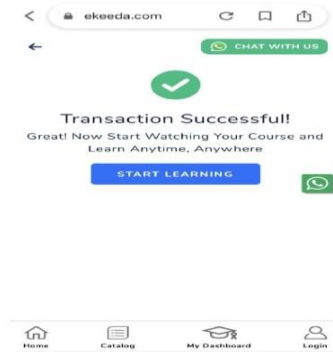 ekeeda.com
CHAT WITH US
Transaction Successful!
Great! Now Start Watching Your Course and
Learn Anytime, Anywhere
START LEARNING
Home Catalog My Dashboard Login